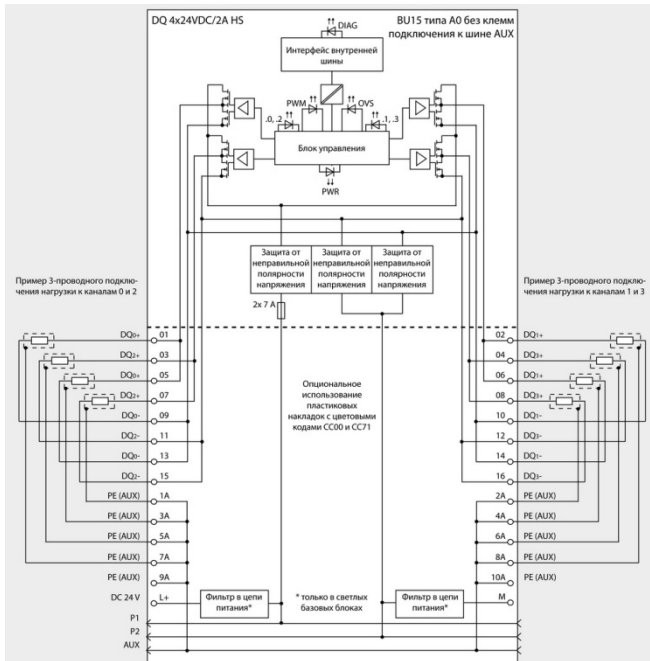 DQ 4x24VDC/2A HS
BU15 типа A0 без клемм
подключения к шине AUX
DIAG
Интерфейс внутренней
шины
PWM
OVS
.0, .2
.1, .3
Блок управления
PWR
Защита от
неправильной
полярности
напряжения
Защита от
неправильной
полярности
напряжения
Защита от
неправильной
полярности
напряжения
2x 7 A
Пример 3-проводного подклю-
чения нагрузки к каналам 0 и 2
Пример 3-проводного подклю-
чения нагрузки к каналам 1 и 3
DQ0+ 01
DQ2+ 03
DQ0+ 05
DQ2+ 07
DQ0- 09
DQ2- 11
DQ0- 13
DQ2- 15
PE (AUX) 1A
PE (AUX) 3A
PE (AUX) 5A
PE (AUX) 7A
PE (AUX) 9A
DC 24 V L+
Опциональное
использование
пластиковых
накладок с цветовыми
кодами CC00 и CC71
02 DQ1+
04 DQ3+
06 DQ1+
08 DQ3+
10 DQ1-
12 DQ3-
14 DQ1-
16 DQ3-
2A PE (AUX)
4A PE (AUX)
6A PE (AUX)
8A PE (AUX)
10A PE (AUX)
M
Фильтр в цепи
питания*
* только в светлых
базовых блоках
Фильтр в цепи
питания*
P1
P2
AUX